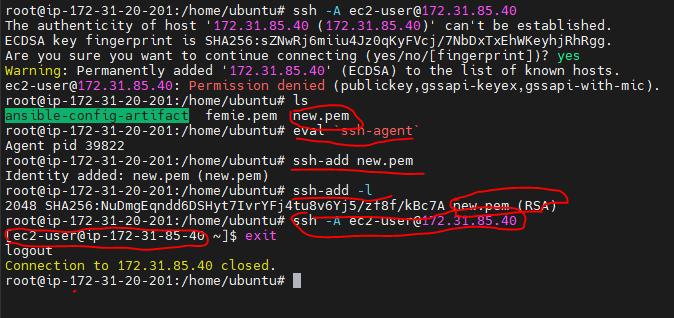 root@ip-172-31-20-201:/home/ubuntu# ssh -A ec2-user@172.31.85.40
The authenticity of host '172.31.85.40 (172.31.85.40)' can't be established.
ECDSA key fingerprint is SHA256:sZNwRj6miiu4Jz0qKyFVcj/7NbDxTxEhWKeyhjRhRgg.
Are you sure you want to continue connecting (yes/no/[fingerprint])? yes
Warning: Permanently added '172.31.85.40' (ECDSA) to the list of known hosts.
ec2-user@172.31.85.40: Permission denied (publickey,gssapi-keyex,gssapi-with-mic).
root@ip-172-31-20-201:/home/ubuntu# ls
ansible-config-artifact  femie.pem  new.pem
root@ip-172-31-20-201:/home/ubuntu# eval `ssh-agent`
Agent pid 39822
root@ip-172-31-20-201:/home/ubuntu# ssh-add new.pem
Identity added: new.pem (new.pem)
root@ip-172-31-20-201:/home/ubuntu# ssh-add -l
2048 SHA256:NuDmgEqndd6DSHyt7IvrYFj4tu8v6Yj5/zf8f/kBc7A new.pem (RSA)
root@ip-172-31-20-201:/home/ubuntu# ssh -A ec2-user@172.31.85.40
[ec2-user@ip-172-31-85-40 ~]$ exit
logout
Connection to 172.31.85.40 closed.
root@ip-172-31-20-201:/home/ubuntu#